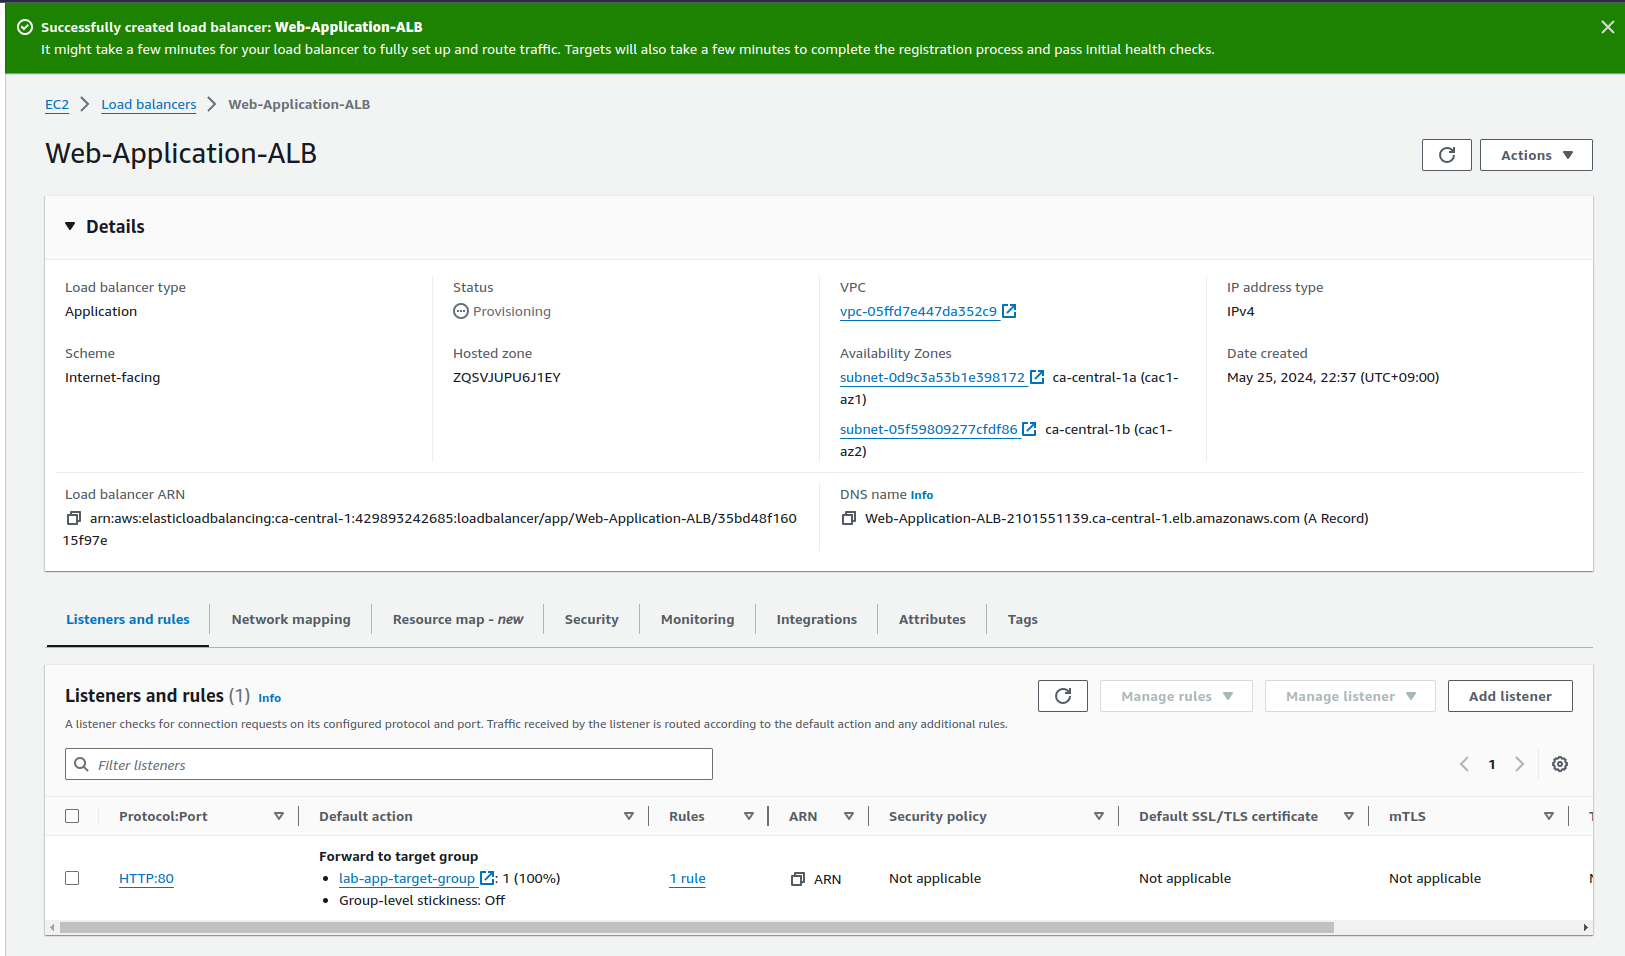 Successfully created load balancer: Web-Application-ALB
It might take a few minutes for your load balancer to fully set up and route traffic. Targets will also take a few minutes to complete the registration process and pass initial health checks.
EC2 > Load balancers > Web-Application-ALB
Web-Application-ALB
Actions
Details
Load balancer type
Application
Status
Provisioning
VPC
vpc-05ffd7e447da352c9
IP address type
IPv4
Scheme
Internet-facing
Hosted zone
ZQSVJUPU6J1EY
Availability Zones
subnet-0d9c3a53b1e398172 ca-central-1a (cac1-
az1)
subnet-05f59809277cfdf86 ca-central-1b (cac1-
az2)
Date created
May 25, 2024, 22:37 (UTC+09:00)
Load balancer ARN
arn:aws:elasticloadbalancing:ca-central-1:429893242685:loadbalancer/app/Web-Application-ALB/35bd48f160
15f97e
DNS name Info
Web-Application-ALB-2101551139.ca-central-1.elb.amazonaws.com (A Record)
Listeners and rules
Network mapping
Resource map - new
Security
Monitoring
Integrations
Attributes
Tags
Listeners and rules (1) Info
Manage rules
Manage listener
Add listener
A listener checks for connection requests on its configured protocol and port. Traffic received by the listener is routed according to the default action and any additional rules.
Filter listeners
1
Protocol:Port
Default action
Rules
ARN
Security policy
Default SSL/TLS certificate
mTLS
HTTP:80
Forward to target group
• lab-app-target-group : 1 (100%)
• Group-level stickiness: Off
1 rule
ARN
Not applicable
Not applicable
Not applicable